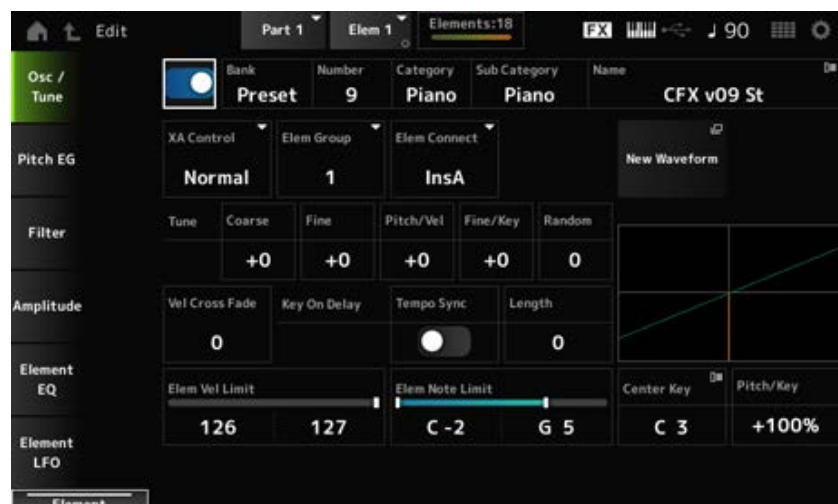 Edit
Part 1
Elem 1
Elements:18
FX
♩ 90
Osc /
Tune
Bank
Preset
Number
9
Category
Piano
Sub Category
Piano
Name
CFX v09 St
Pitch EG
XA Control
Normal
Elem Group
1
Elem Connect
InsA
New Waveform
Filter
Tune
Coarse
+0
Fine
+0
Pitch/Vel
+0
Fine/Key
+0
Random
0
Amplitude
Vel Cross Fade
0
Key On Delay
Tempo Sync
Length
0
Element
EQ
Elem Vel Limit
126
127
Elem Note Limit
C -2
G 5
Center Key
C 3
Pitch/Key
+100%
Element
LFO
Element